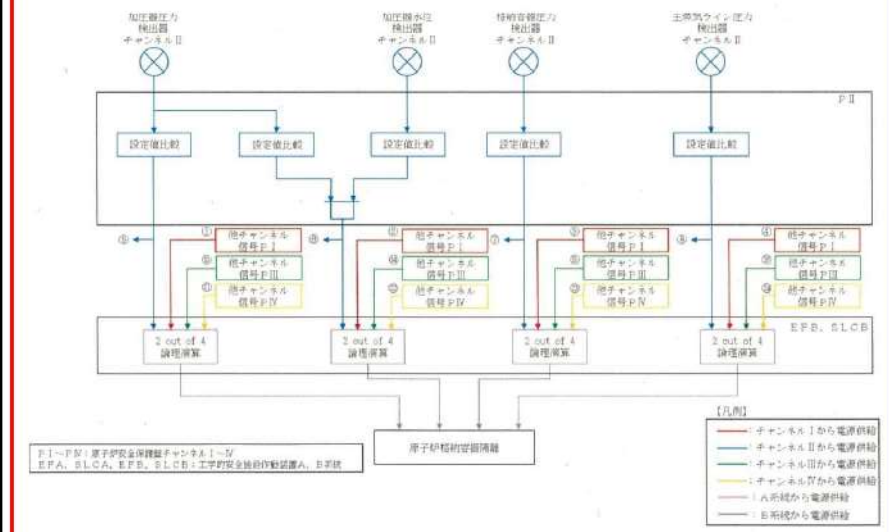 加圧器圧力
検出器
チャンネルⅡ
加圧器水位
検出器
チャンネルⅡ
格納容器圧力
検出器
チャンネルⅡ
主蒸気ライン圧力
検出器
チャンネルⅡ
PⅡ
設定値比較
設定値比較
設定値比較
設定値比較
設定値比較
①
他チャンネル
信号PⅠ
②
他チャンネル
信号PⅠ
③
他チャンネル
信号PⅠ
④
他チャンネル
信号PⅠ
⑤
⑥
⑦
⑧
他チャンネル
信号PⅢ
⑭
他チャンネル
信号PⅢ
他チャンネル
信号PⅢ
他チャンネル
信号PⅢ
他チャンネル
信号PⅣ
他チャンネル
信号PⅣ
他チャンネル
信号PⅣ
他チャンネル
信号PⅣ
EFB、SLCB
2 out of 4
論理演算
2 out of 4
論理演算
2 out of 4
論理演算
2 out of 4
論理演算
原子炉格納容器隔離
PⅠ～PⅣ：原子炉安全保護盤チャンネルⅠ～Ⅳ
EFA、SLCA、EFB、SLCB：工学的安全施設作動装置A、B系統
【凡例】
：チャンネルⅠから電源供給
：チャンネルⅡから電源供給
：チャンネルⅢから電源供給
：チャンネルⅣから電源供給
：A系統から電源供給
：B系統から電源供給